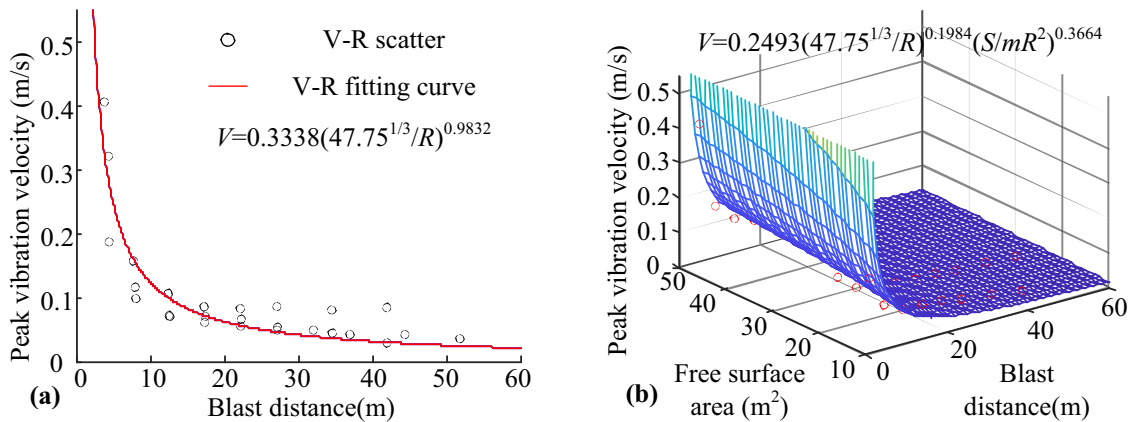 V-R scatter
V-R fitting curve
V=0.3338(47.75^1/3/R)^0.9832
Peak vibration velocity (m/s)
0.5
0.4
0.3
0.2
0.1
0
0 10 20 30 40 50 60
Blast distance(m)
(a)
V=0.2493(47.75^1/3/R)^0.1984(S/mR^2)^0.3664
Peak vibration velocity (m/s)
0.5
0.4
0.3
0.2
0.1
0
50
40
30
20
10
0
20
40
60
Free surface
area (m^2)
Blast
distance(m)
(b)